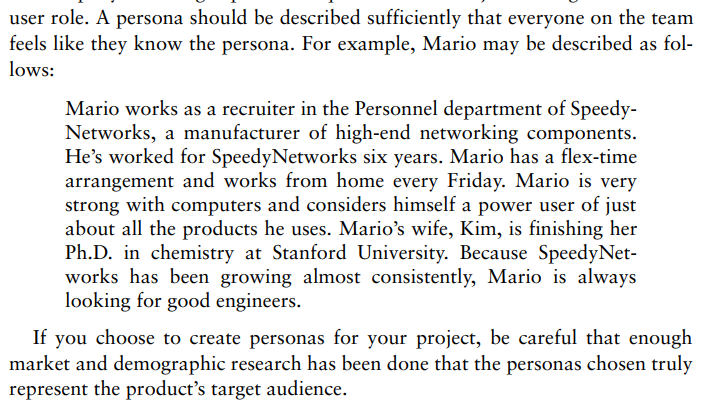 user role. A persona should be described sufficiently that everyone on the team
feels like they know the persona. For example, Mario may be described as fol-
lows:
Mario works as a recruiter in the Personnel department of Speedy-
Networks, a manufacturer of high-end networking components.
He’s worked for SpeedyNetworks six years. Mario has a flex-time
arrangement and works from home every Friday. Mario is very
strong with computers and considers himself a power user of just
about all the products he uses. Mario’s wife, Kim, is finishing her
Ph.D. in chemistry at Stanford University. Because SpeedyNet-
works has been growing almost consistently, Mario is always
looking for good engineers.
If you choose to create personas for your project, be careful that enough
market and demographic research has been done that the personas chosen truly
represent the product’s target audience.